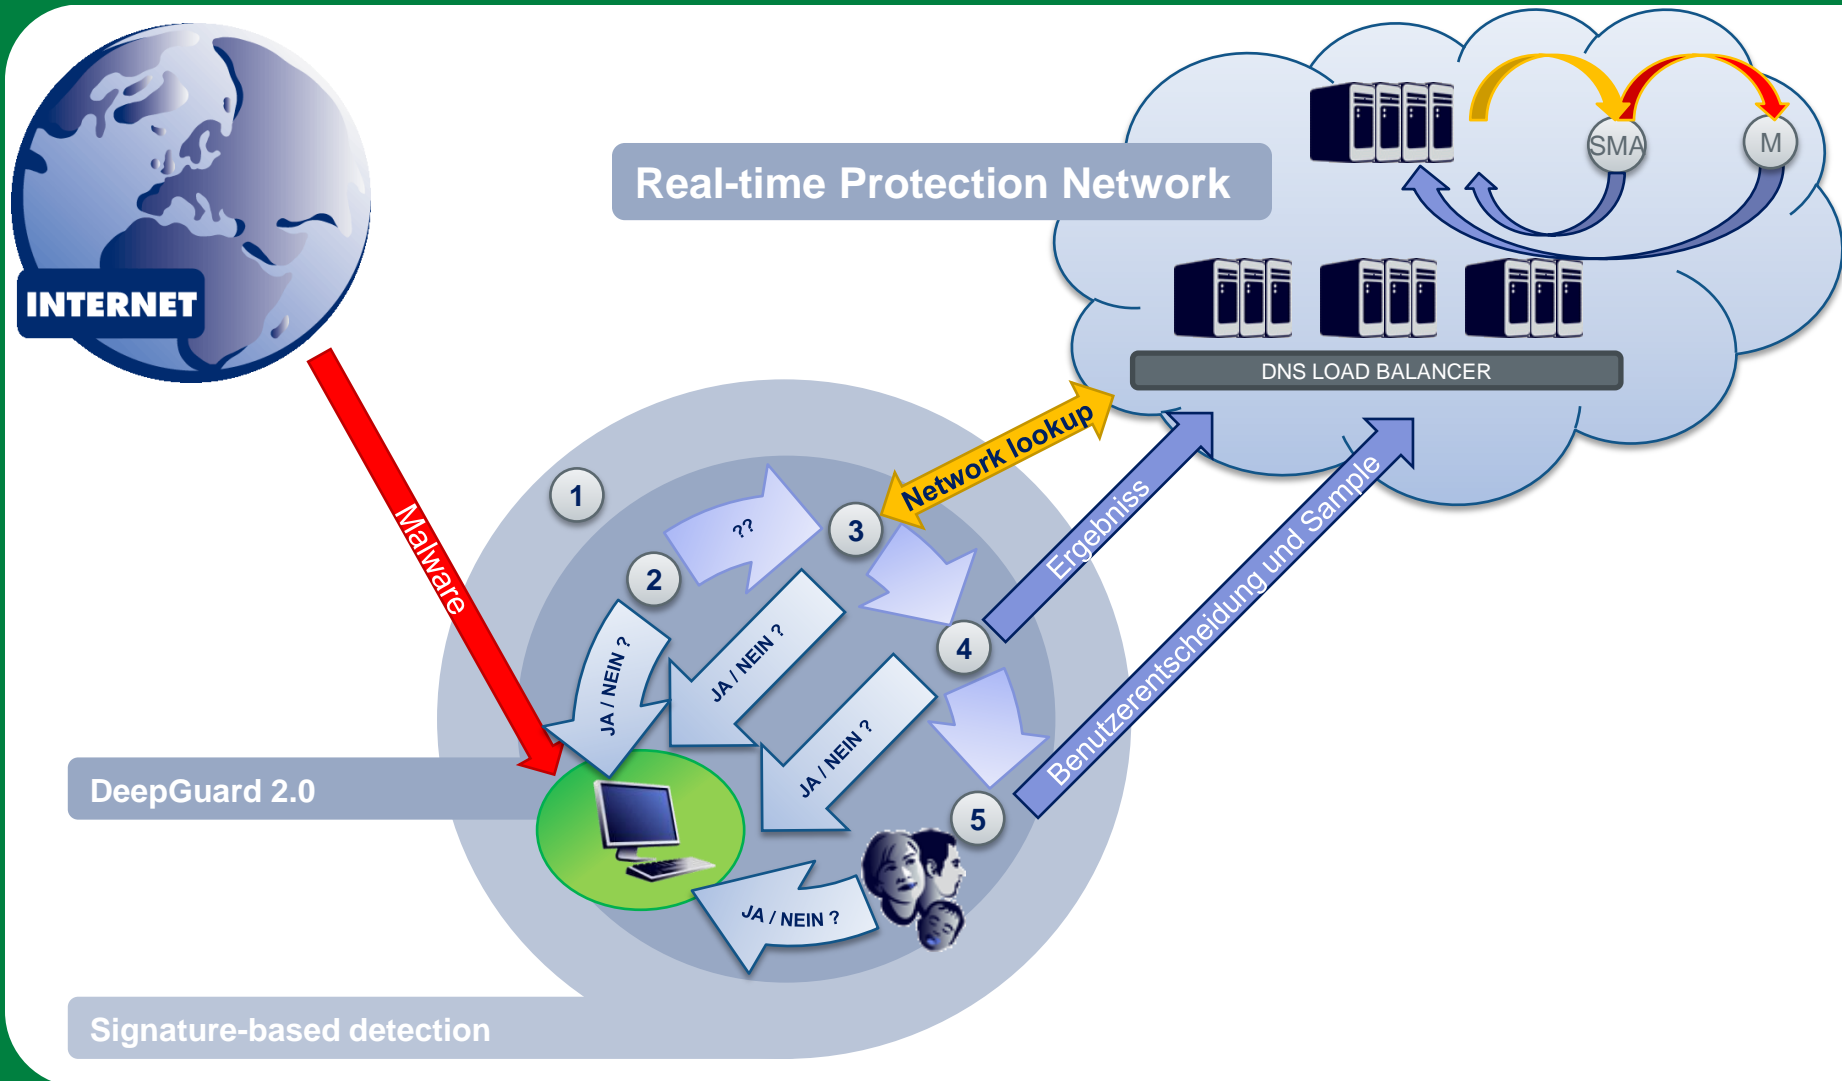 Real-time Protection Network
SMA
M
INTERNET
DNS LOAD BALANCER
Malware
Network lookup
Ergebniss
Benutzerentscheidung und Sample
1
2
??
3
4
5
JA / NEIN ?
JA / NEIN ?
JA / NEIN ?
JA / NEIN ?
DeepGuard 2.0
Signature-based detection